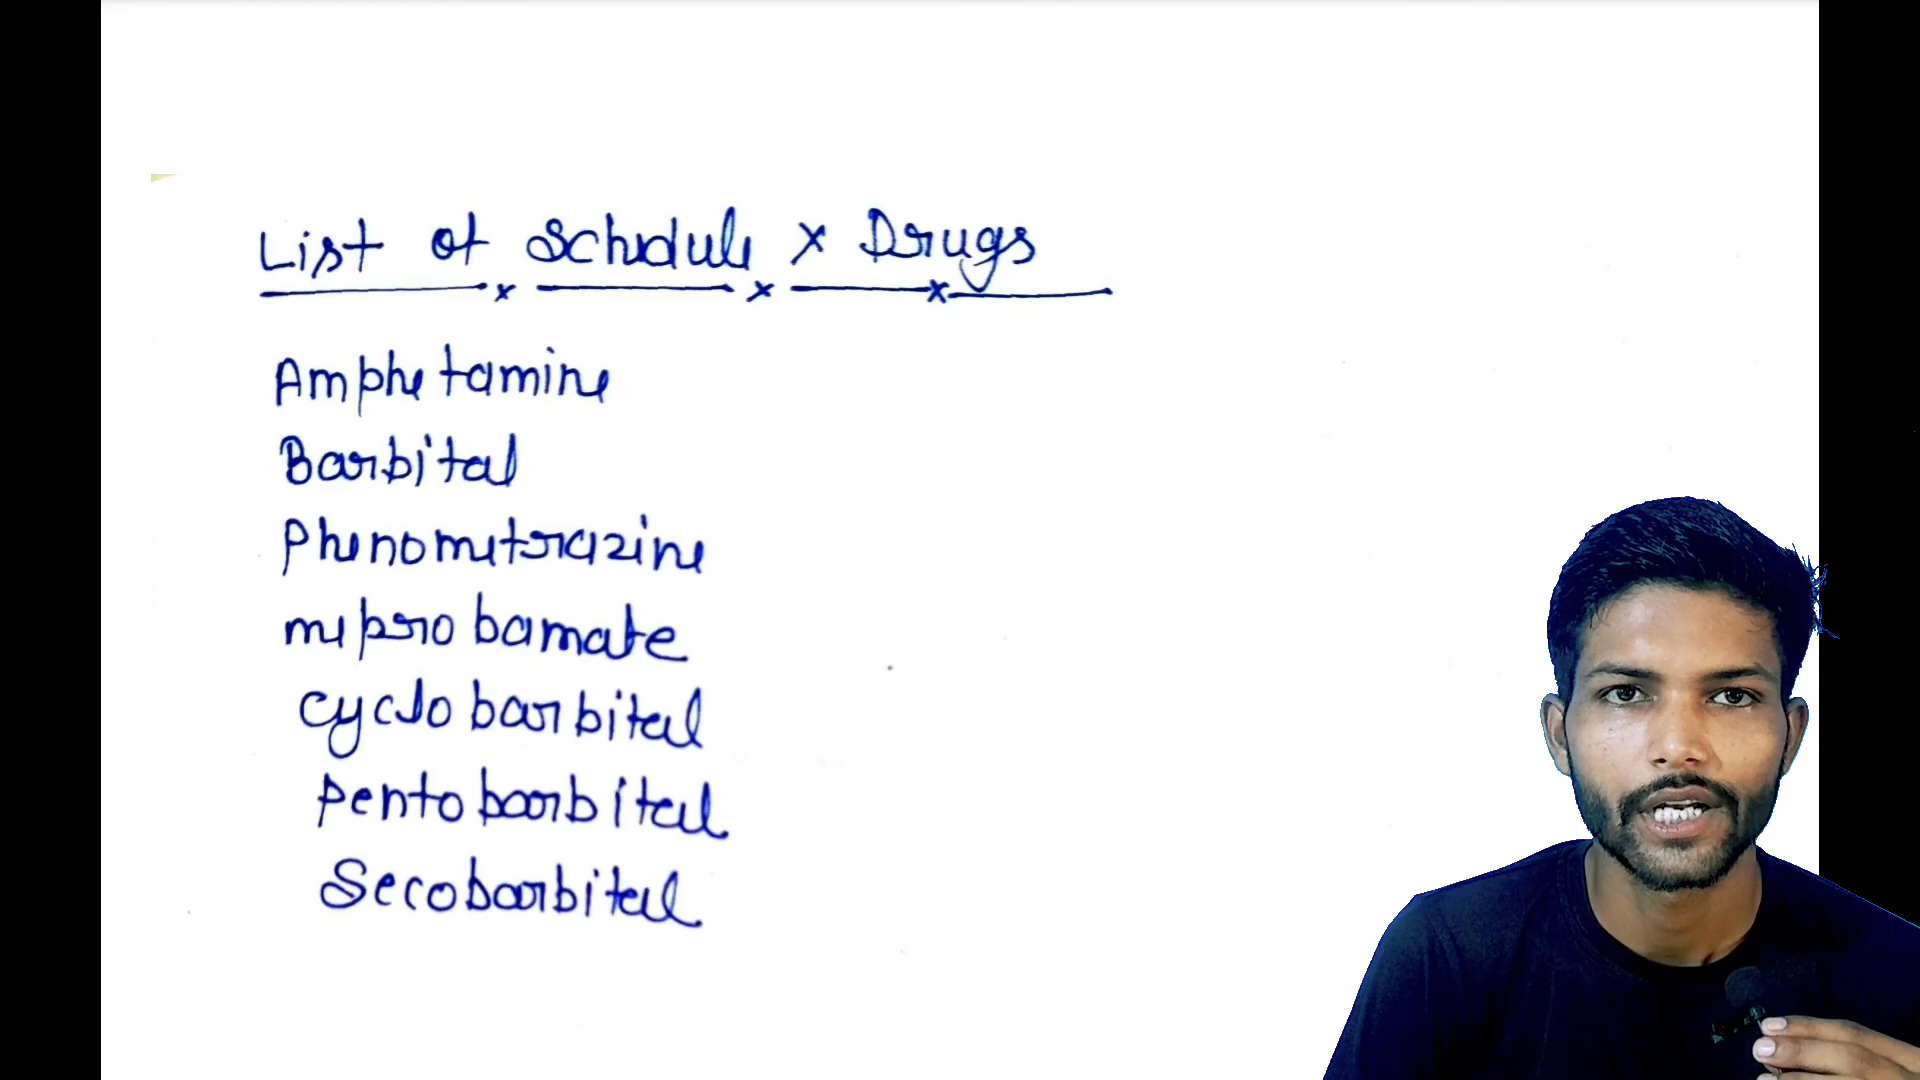 List of Schedule X Drugs
Amphetamine
Barbital
Phenometrazine
meprobamate
cyclobarbital
Pentobarbital
Secobarbital